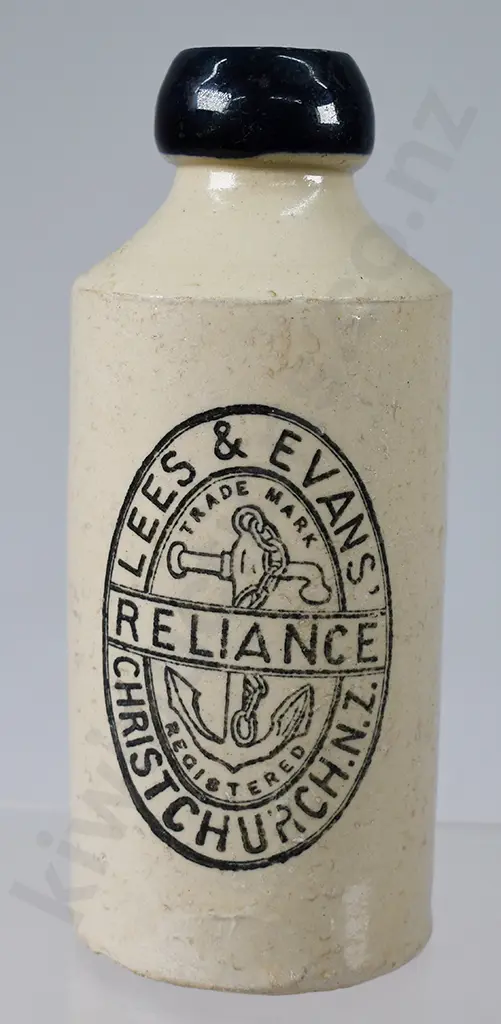 LEES & EVANS'
TRADE MARK
RELIANCE
REGISTERED
CHRISTCHURCH.N.Z.